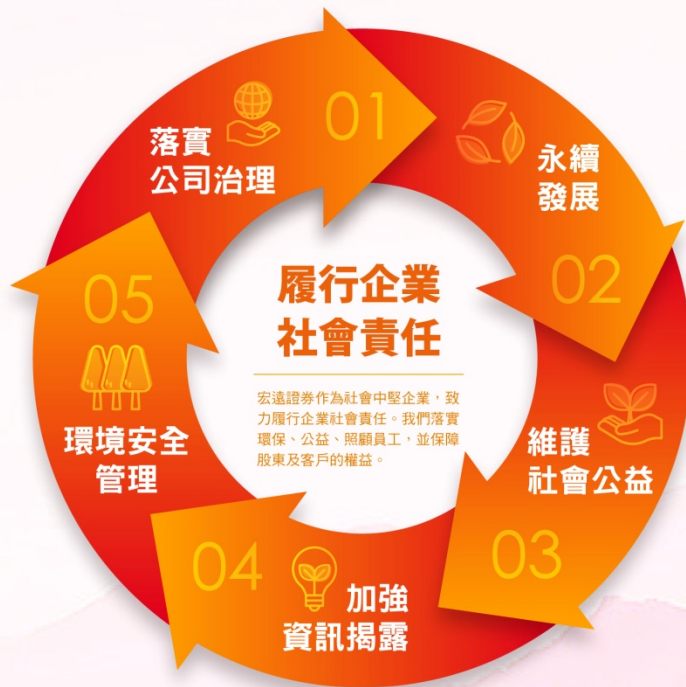 履行企業
社會責任
宏遠證券作為社會中堅企業，致
力履行企業社會責任。我們落實
環保、公益、照顧員工，並保障
股東及客戶的權益。
01
落實
公司治理
永續
發展
02
維護
社會公益
03
04
加強
資訊揭露
05
環境安全
管理